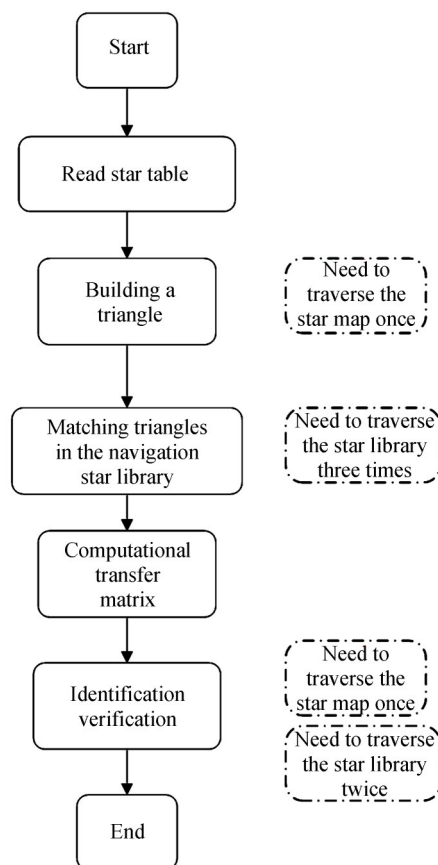 Start
Read star table
Building a
triangle
Need to
traverse the
star map once
Matching triangles
in the navigation
star library
Need to traverse
the star library
three times
Computational
transfer
matrix
Identification
verification
Need to
traverse the
star map once
Need to traverse
the star library
twice
End